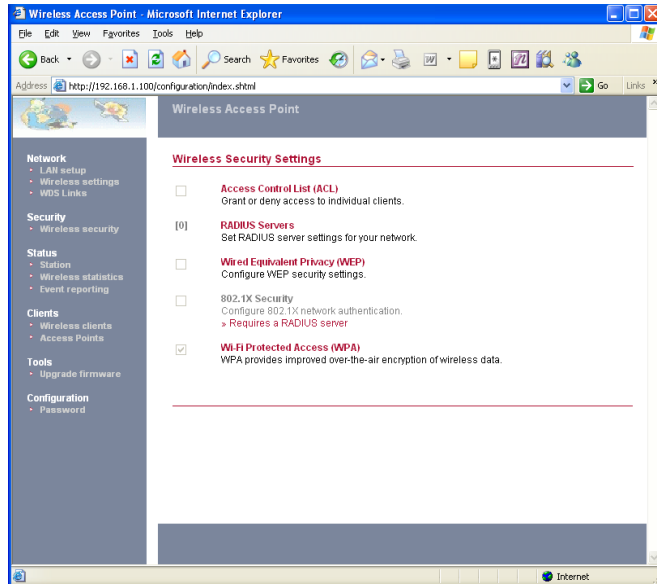 Wireless Access Point - Microsoft Internet Explorer
File Edit View Favorites Tools Help
Back Search Favorites
Address http://192.168.1.100/configuration/index.shtml Go Links
Wireless Access Point
Network
LAN setup
Wireless settings
WDS Links
Security
Wireless security
Status
Station
Wireless statistics
Event reporting
Clients
Wireless clients
Access Points
Tools
Upgrade firmware
Configuration
Password
Wireless Security Settings
Access Control List (ACL)
Grant or deny access to individual clients.
[0] RADIUS Servers
Set RADIUS server settings for your network.
Wired Equivalent Privacy (WEP)
Configure WEP security settings.
802.1X Security
Configure 802.1X network authentication.
» Requires a RADIUS server
Wi-Fi Protected Access (WPA)
WPA provides improved over-the-air encryption of wireless data.
Internet